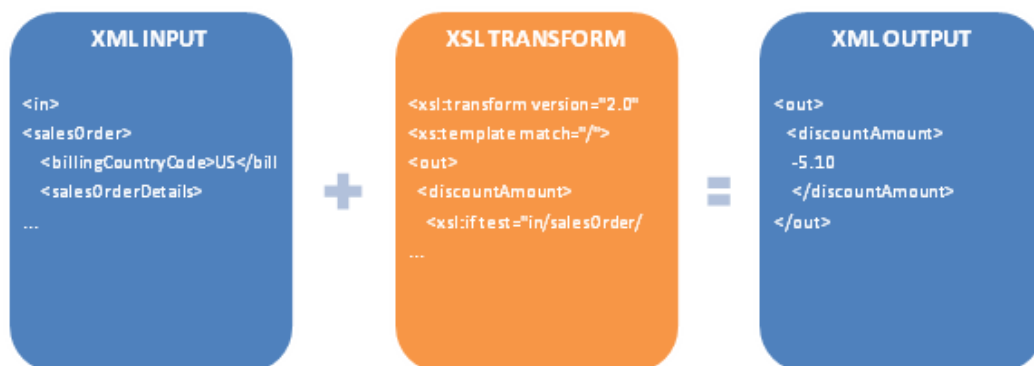 XML INPUT
<in>
<salesOrder>
<billingCountryCode>US</bill
<salesOrderDetails>
...
XSL TRANSFORM
<xsl:transform version="2.0"
<xs:template match="/">
<out>
<discountAmount>
<xsl:if test="in/salesOrder/
...
XML OUTPUT
<out>
<discountAmount>
-5.10
</discountAmount>
</out>